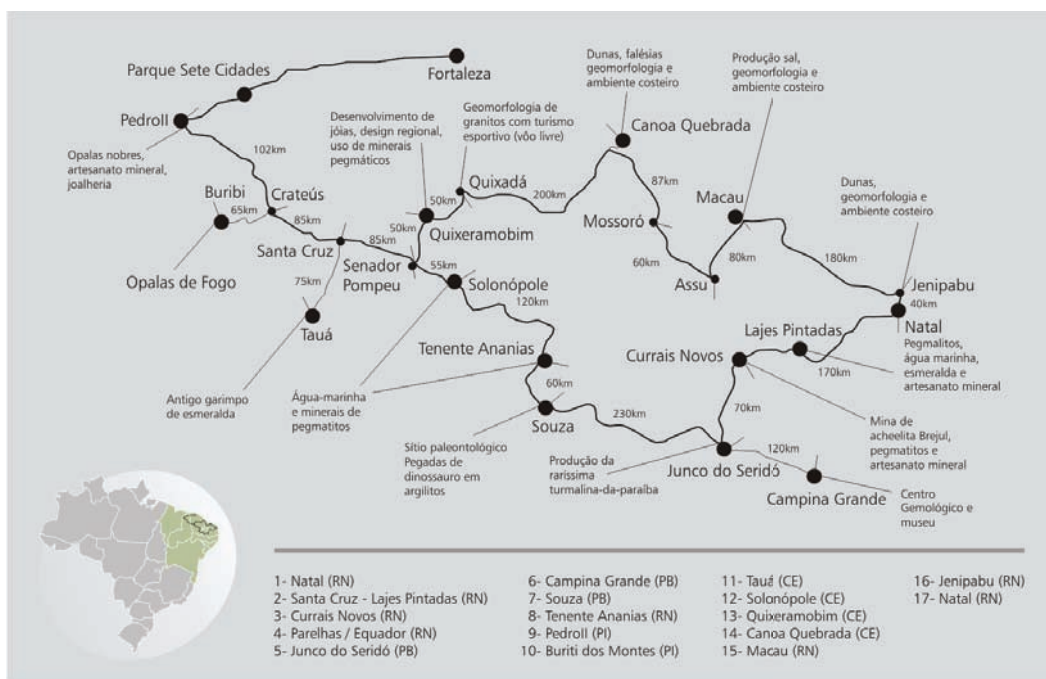 Fortaleza
Parque Sete Cidades
PedroII
Opalas nobres,
artesanato mineral,
joalheria
102km
Buribi
65km
Crateús
85km
Opalas de Fogo
Santa Cruz
75km
Tauá
Antigo garimpo
de esmeralda
85km
Senador
Pompeu
Desenvolvimento de
jóias, design regional,
uso de minerais
pegmáticos
50km
50km
Quixeramobim
Geomorfologia de
granitos com turismo
esportivo (vôo livre)
Quixadá
200km
Dunas, falésias
geomorfologia e
ambiente costeiro
Canoa Quebrada
87km
Mossoró
60km
Assu
80km
Macau
Produção sal,
geomorfologia e
ambiente costeiro
180km
Dunas,
geomorfologia e
ambiente costeiro
Jenipabu
40km
Natal
Pegmalitos,
água marinha,
esmeralda e
artesanato mineral
55km
Solonópole
120km
Tenente Ananias
Água-marinha
e minerais de
pegmatitos
60km
Souza
Sítio paleontológico
Pegadas de
dinossauro em
argilitos
230km
Produção da
raríssima
turmalina-da-paraíba
Junco do Seridó
120km
Campina Grande
Centro
Gemológico e
museu
70km
Currais Novos
Lajes Pintadas
170km
Mina de
acheelita Brejul,
pegmatitos e
artesanato mineral
1- Natal (RN)
2- Santa Cruz - Lajes Pintadas (RN)
3- Currais Novos (RN)
4- Parelhas / Equador (RN)
5- Junco do Seridó (PB)
6- Campina Grande (PB)
7- Souza (PB)
8- Tenente Ananias (RN)
9- PedroII (PI)
10- Buriti dos Montes (PI)
11- Tauá (CE)
12- Solonópole (CE)
13- Quixeramobim (CE)
14- Canoa Quebrada (CE)
15- Macau (RN)
16- Jenipabu (RN)
17- Natal (RN)